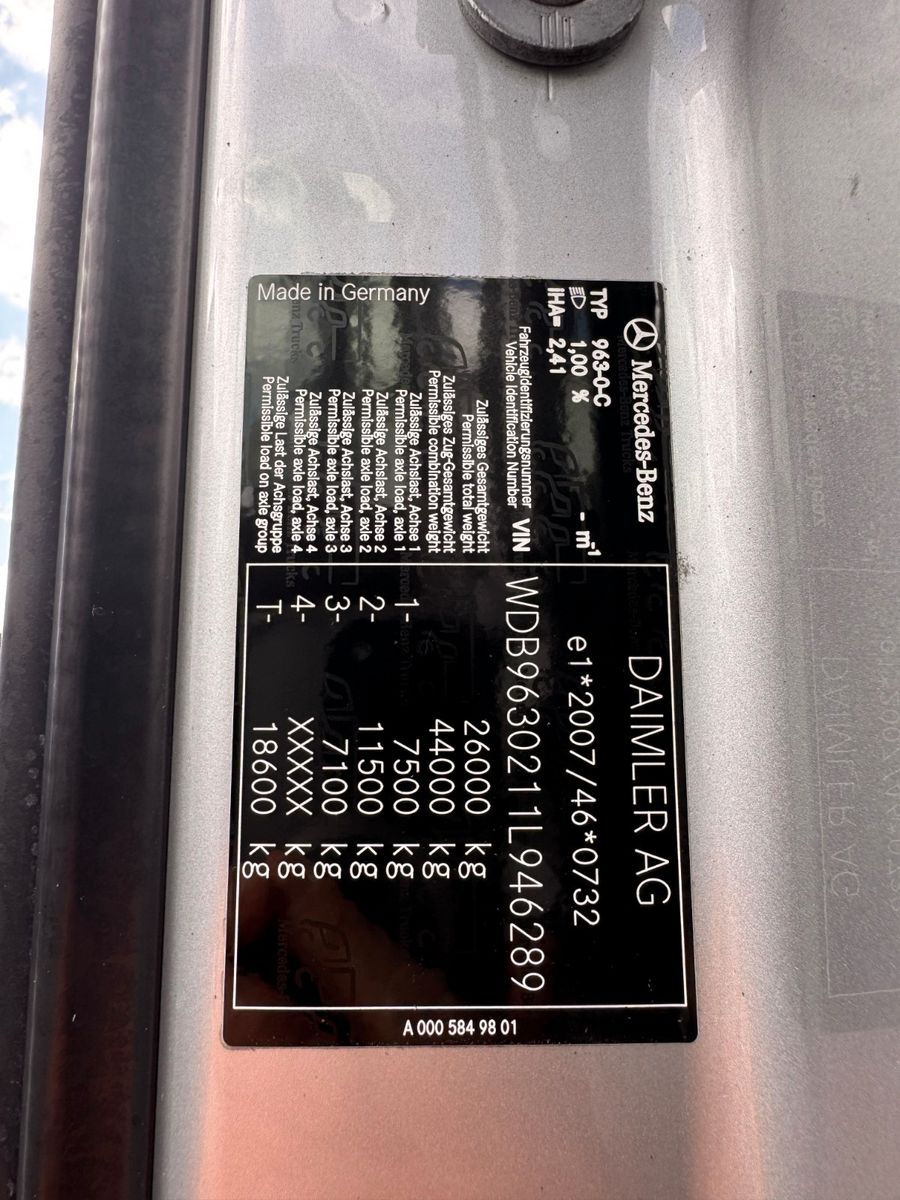 Mercedes-Benz
TYP 963-0-C
1,00 % - m⁻¹
IHA= 2,41
DAIMLER AG
e1*2007/46*0732
Fahrzeugidentifizierungsnummer
Vehicle Identification Number VIN WDB9630211L946289
Zulässiges Gesamtgewicht
Permissible total weight 26000 kg
Zulässiges Zug-Gesamtgewicht
Permissible combination weight 44000 kg
Zulässige Achslast, Achse 1
Permissible axle load, axle 1 1- 7500 kg
Zulässige Achslast, Achse 2
Permissible axle load, axle 2 2- 11500 kg
Zulässige Achslast, Achse 3
Permissible axle load, axle 3 3- 7100 kg
Zulässige Achslast, Achse 4
Permissible axle load, axle 4 4- XXXXX kg
Zulässige Last der Achsgruppe
Permissible load on axle group T- 18600 kg
Made in Germany
A 000 584 98 01